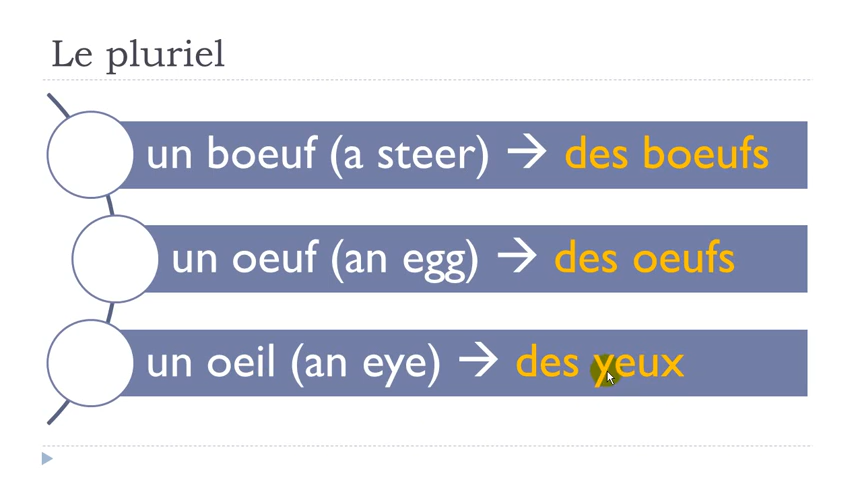 Le pluriel
un boeuf (a steer) → des boeufs
un oeuf (an egg) → des oeufs
un oeil (an eye) → des yeux